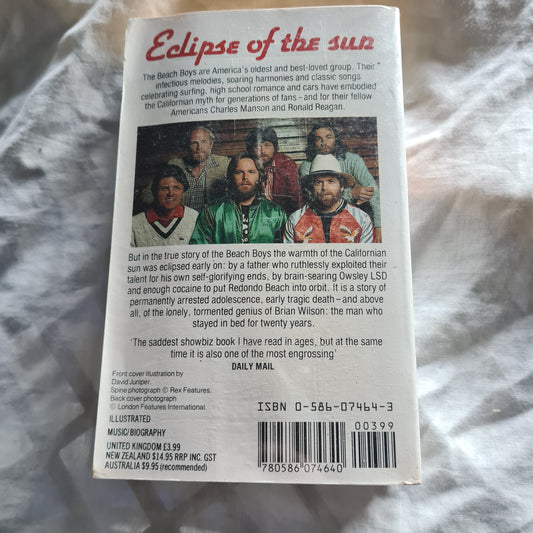 Eclipse of the sun
The Beach Boys are America's oldest and best-loved group. Their
infectious melodies, soaring harmonies and classic songs
celebrating surfing, high school romance and cars have embodied
the Californian myth for generations of fans – and for their fellow
Americans Charles Manson and Ronald Reagan.
But in the true story of the Beach Boys the warmth of the Californian
sun was eclipsed early on: by a father who ruthlessly exploited their
talent for his own self-glorifying ends, by brain-searing Owsley LSD
and enough cocaine to put Redondo Beach into orbit. It is a story of
permanently arrested adolescence, early tragic death – and above
all, of the lonely, tormented genius of Brian Wilson: the man who
stayed in bed for twenty years.
'The saddest showbiz book I have read in ages, but at the same
time it is also one of the most engrossing'
DAILY MAIL
Front cover illustration by
David Juniper.
Spine photograph © Rex Features.
Back cover photograph
© London Features International.
ILLUSTRATED
MUSIC/BIOGRAPHY
UNITED KINGDOM £3.99
NEW ZEALAND $14.95 RRP INC. GST
AUSTRALIA $9.95 (recommended)
ISBN 0-586-07464-3
00399
9 780586 074640